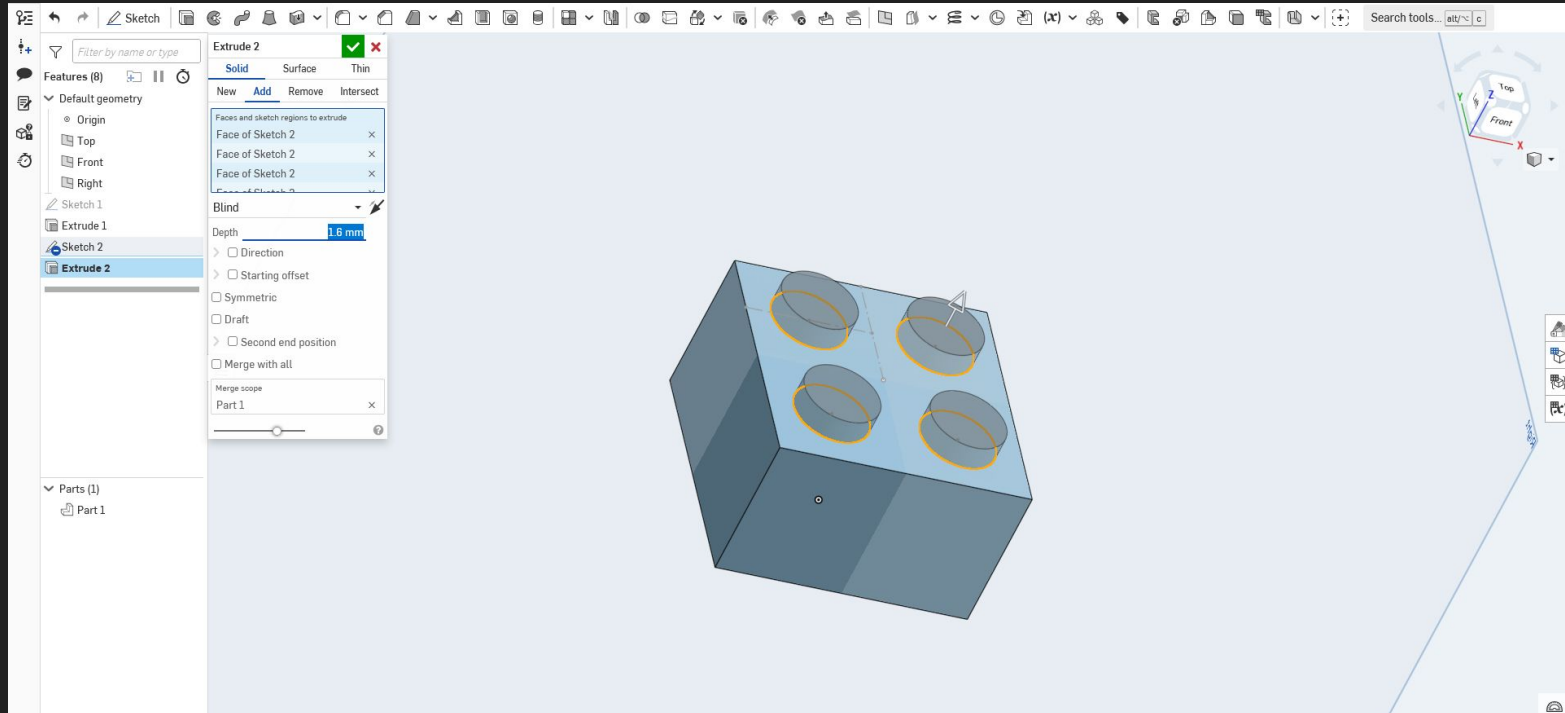 Sketch
Search tools... alt/⌥ c
Filter by name or type
Features (8)
Default geometry
Origin
Top
Front
Right
Sketch 1
Extrude 1
Sketch 2
Extrude 2
Parts (1)
Part 1
Extrude 2
Solid Surface Thin
New Add Remove Intersect
Faces and sketch regions to extrude
Face of Sketch 2
Face of Sketch 2
Face of Sketch 2
Face of Sketch 2
Blind
Depth 1.6 mm
Direction
Starting offset
Symmetric
Draft
Second end position
Merge with all
Merge scope
Part 1
Top
Front
Z
Y
X